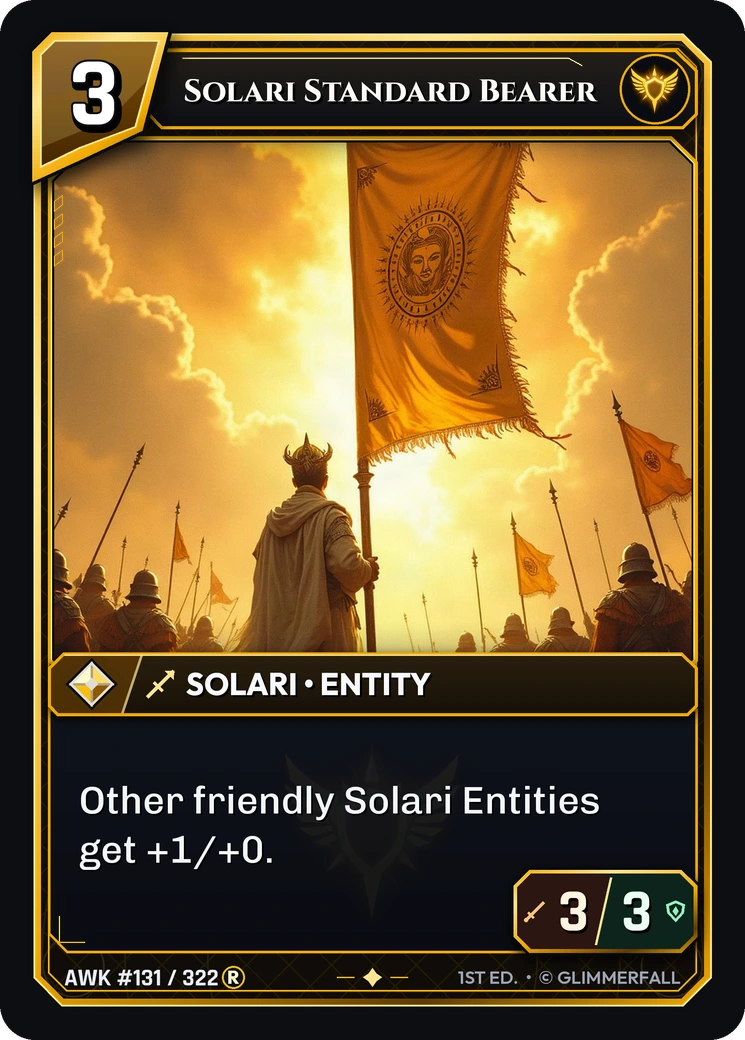 3
SOLARI STANDARD BEARER
SOLARI • ENTITY
Other friendly Solari Entities
get +1/+0.
3 / 3
AWK #131 / 322 R
1ST ED. • © GLIMMERFALL